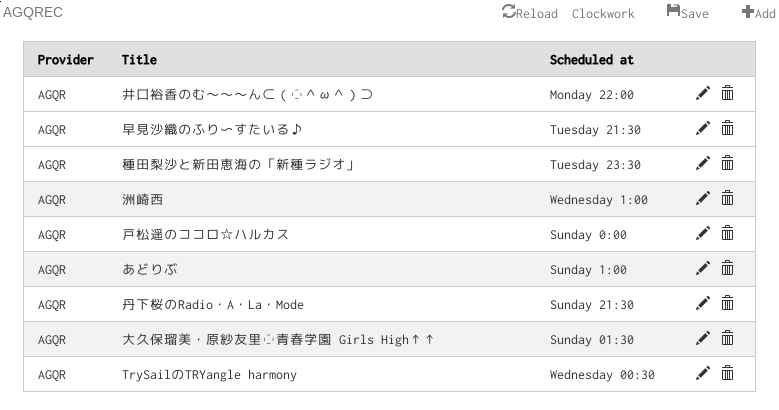 AGQREC Reload Clockwork Save Add
Provider Title Scheduled at
AGQR 井口裕香のむ～～～ん⊂（◌＾ω＾）⊃ Monday 22:00
AGQR 早見沙織のふり～すたいる♪ Tuesday 21:30
AGQR 種田梨沙と新田恵海の「新種ラジオ」 Tuesday 23:30
AGQR 洲崎西 Wednesday 1:00
AGQR 戸松遥のココロ☆ハルカス Sunday 0:00
AGQR あどりぶ Sunday 1:00
AGQR 丹下桜のRadio・A・La・Mode Sunday 21:30
AGQR 大久保瑠美・原紗友里◌青春学園 Girls High↑↑ Sunday 01:30
AGQR TrySailのTRYangle harmony Wednesday 00:30